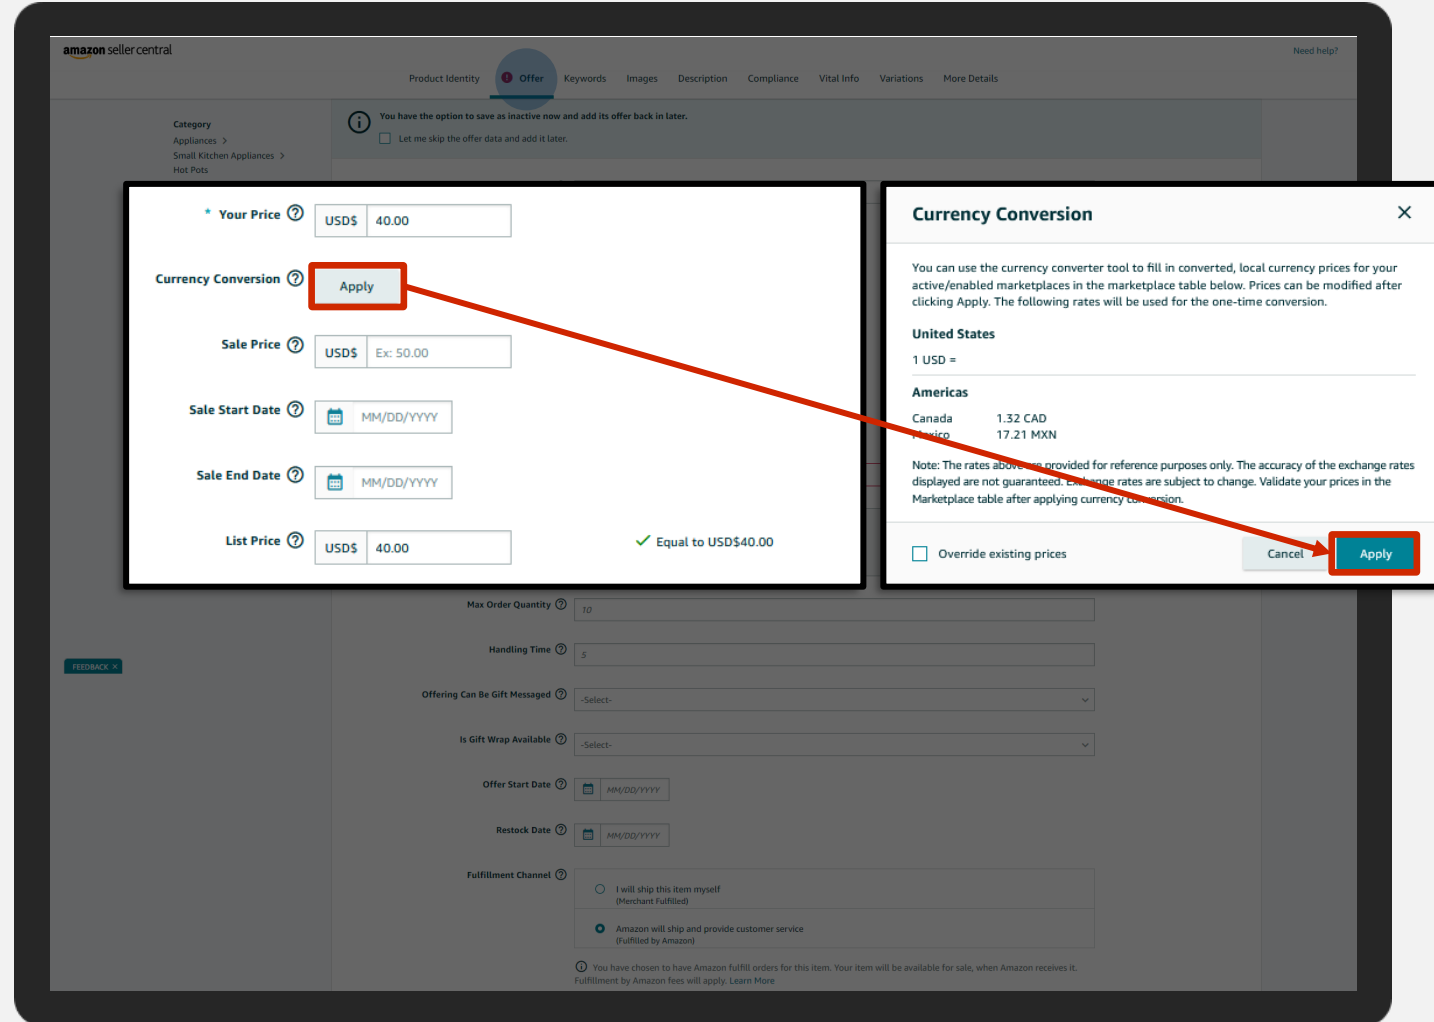 amazon seller central
Need help?
Product Identity
Offer
Keywords
Images
Description
Compliance
Vital Info
Variations
More Details
Category
Appliances >
Small Kitchen Appliances >
Hot Pots
You have the option to save as inactive now and add its offer back in later.
Let me skip the offer data and add it later.
* Your Price
USD$ 40.00
Currency Conversion
Apply
Sale Price
USD$ Ex: 50.00
Sale Start Date
MM/DD/YYYY
Sale End Date
MM/DD/YYYY
List Price
USD$ 40.00
Equal to USD$40.00
Currency Conversion
You can use the currency converter tool to fill in converted, local currency prices for your
active/enabled marketplaces in the marketplace table below. Prices can be modified after
clicking Apply. The following rates will be used for the one-time conversion.
United States
1 USD =
Americas
Canada 1.32 CAD
Mexico 17.21 MXN
Note: The rates above are provided for reference purposes only. The accuracy of the exchange rates
displayed are not guaranteed. Exchange rates are subject to change. Validate your prices in the
Marketplace table after applying currency conversion.
Override existing prices
Cancel
Apply
Max Order Quantity
10
Handling Time
5
FEEDBACK ×
Offering Can Be Gift Messaged
-Select-
Is Gift Wrap Available
-Select-
Offer Start Date
MM/DD/YYYY
Restock Date
MM/DD/YYYY
Fulfillment Channel
I will ship this item myself
(Merchant Fulfilled)
Amazon will ship and provide customer service
(Fulfilled by Amazon)
You have chosen to have Amazon fulfill orders for this item. Your item will be available for sale, when Amazon receives it.
Fulfillment by Amazon fees will apply. Learn More